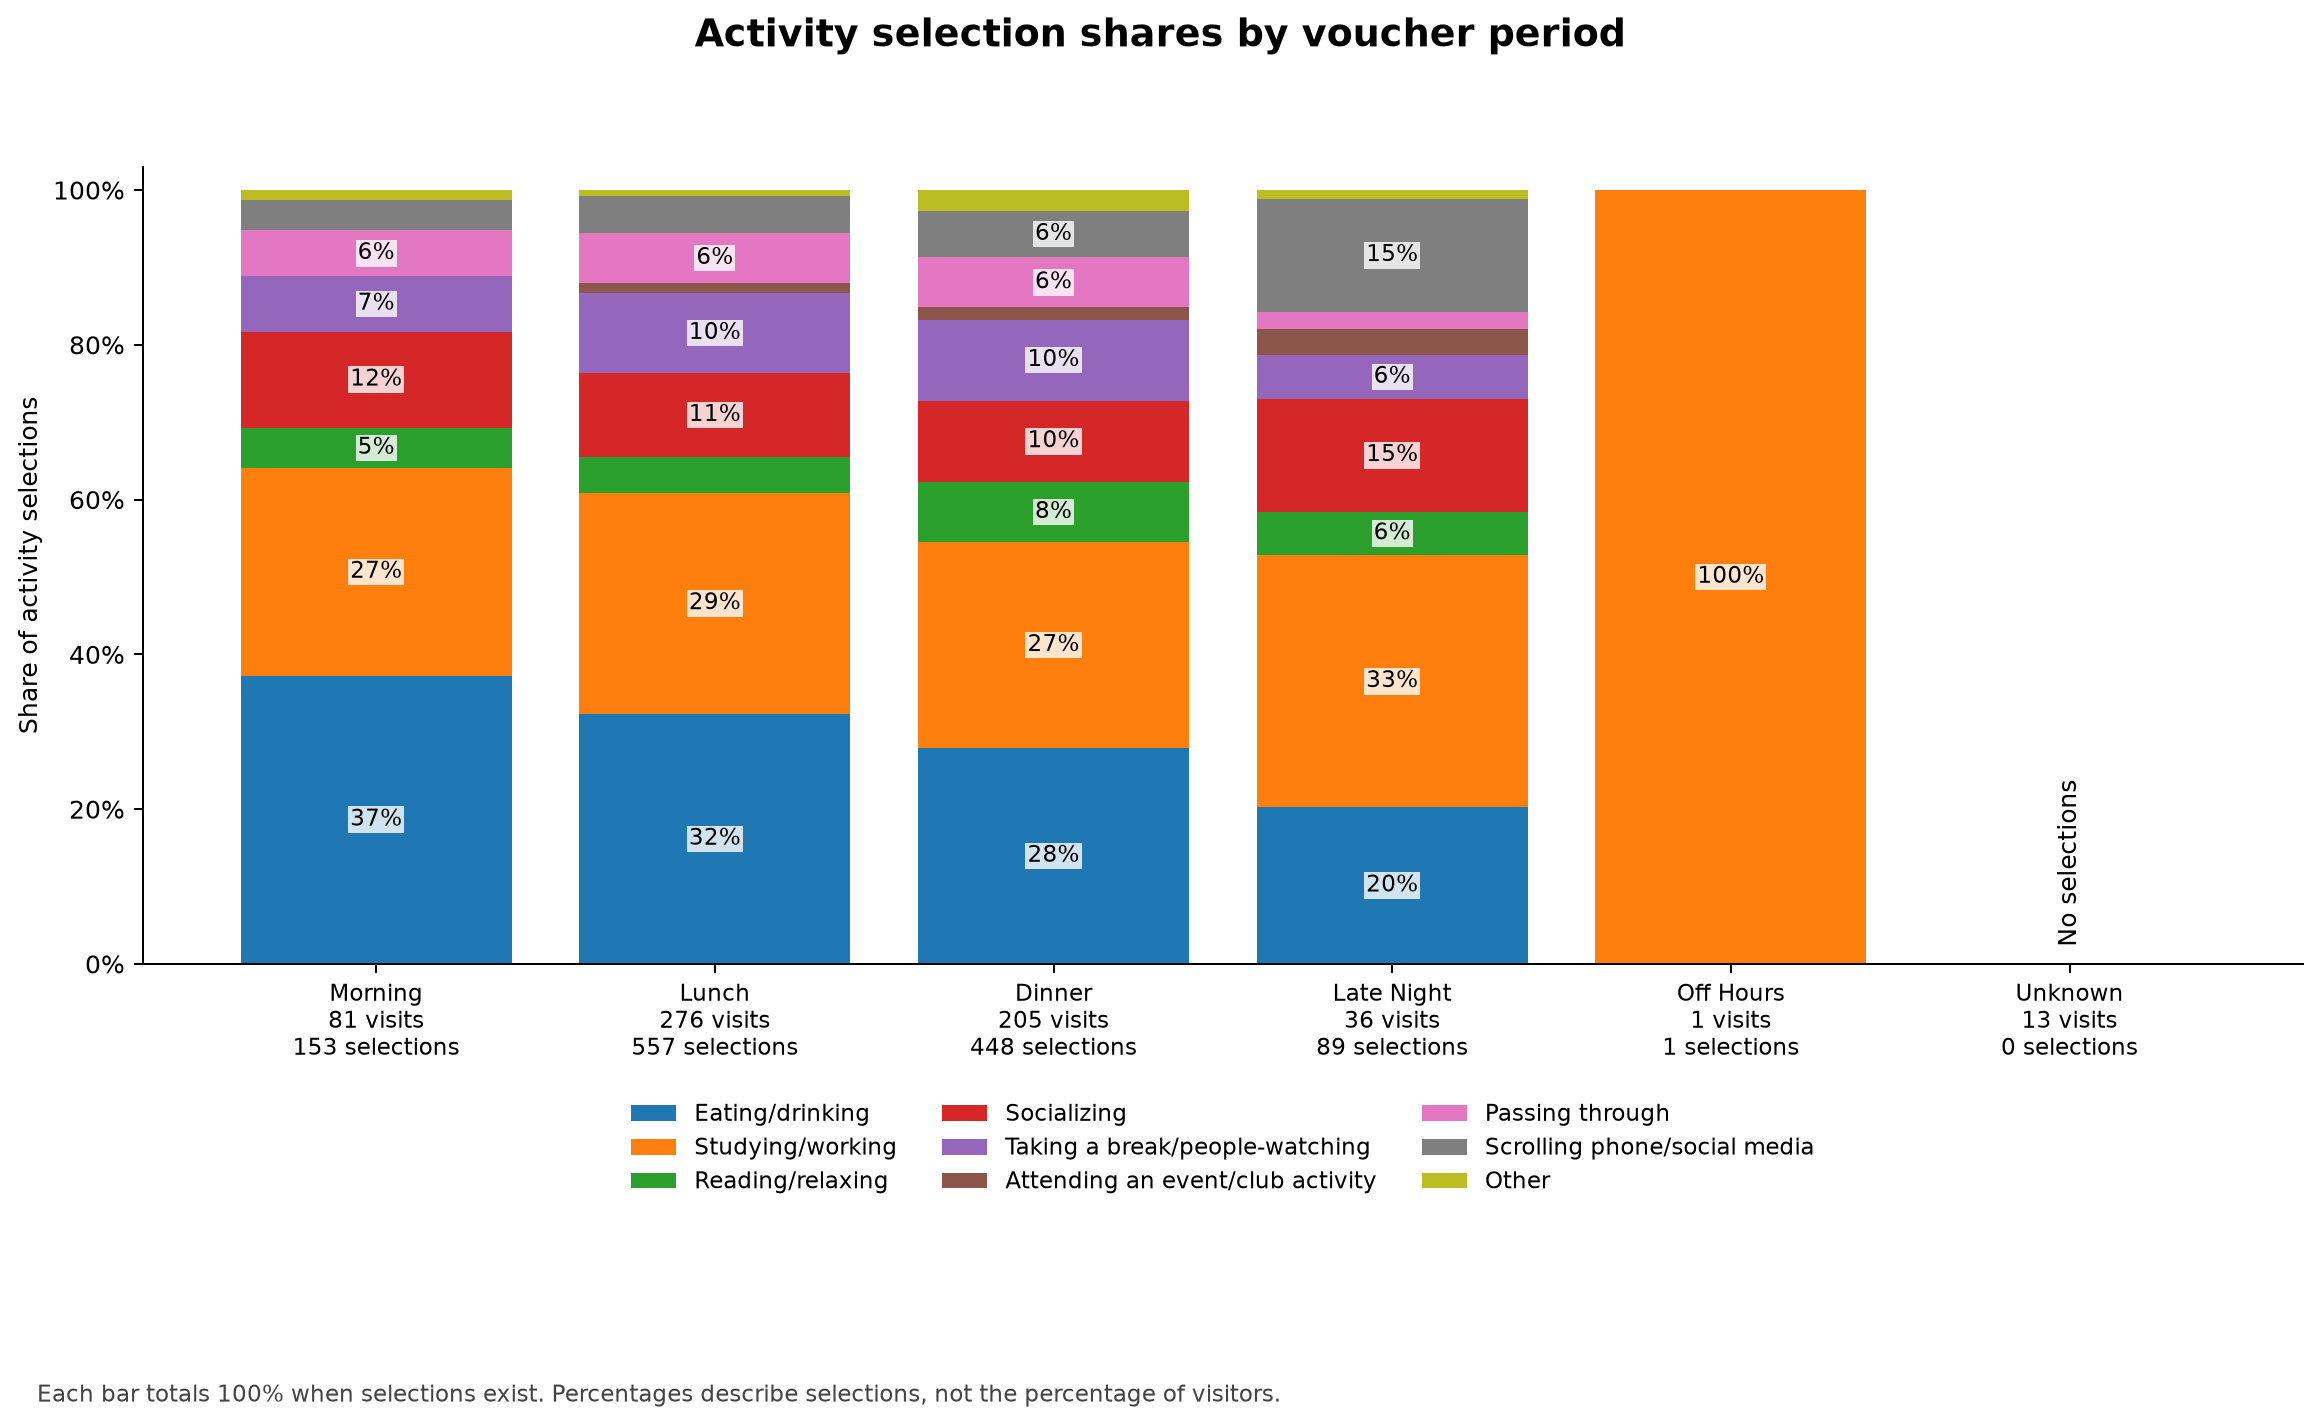 Activity selection shares by voucher period
Share of activity selections
100%
80%
60%
40%
20%
0%
6%
7%
12%
5%
27%
37%
6%
10%
11%
29%
32%
6%
6%
10%
10%
8%
27%
28%
15%
6%
15%
6%
33%
20%
100%
No selections
Morning
81 visits
153 selections
Lunch
276 visits
557 selections
Dinner
205 visits
448 selections
Late Night
36 visits
89 selections
Off Hours
1 visits
1 selections
Unknown
13 visits
0 selections
Eating/drinking
Studying/working
Reading/relaxing
Socializing
Taking a break/people-watching
Attending an event/club activity
Passing through
Scrolling phone/social media
Other
Each bar totals 100% when selections exist. Percentages describe selections, not the percentage of visitors.